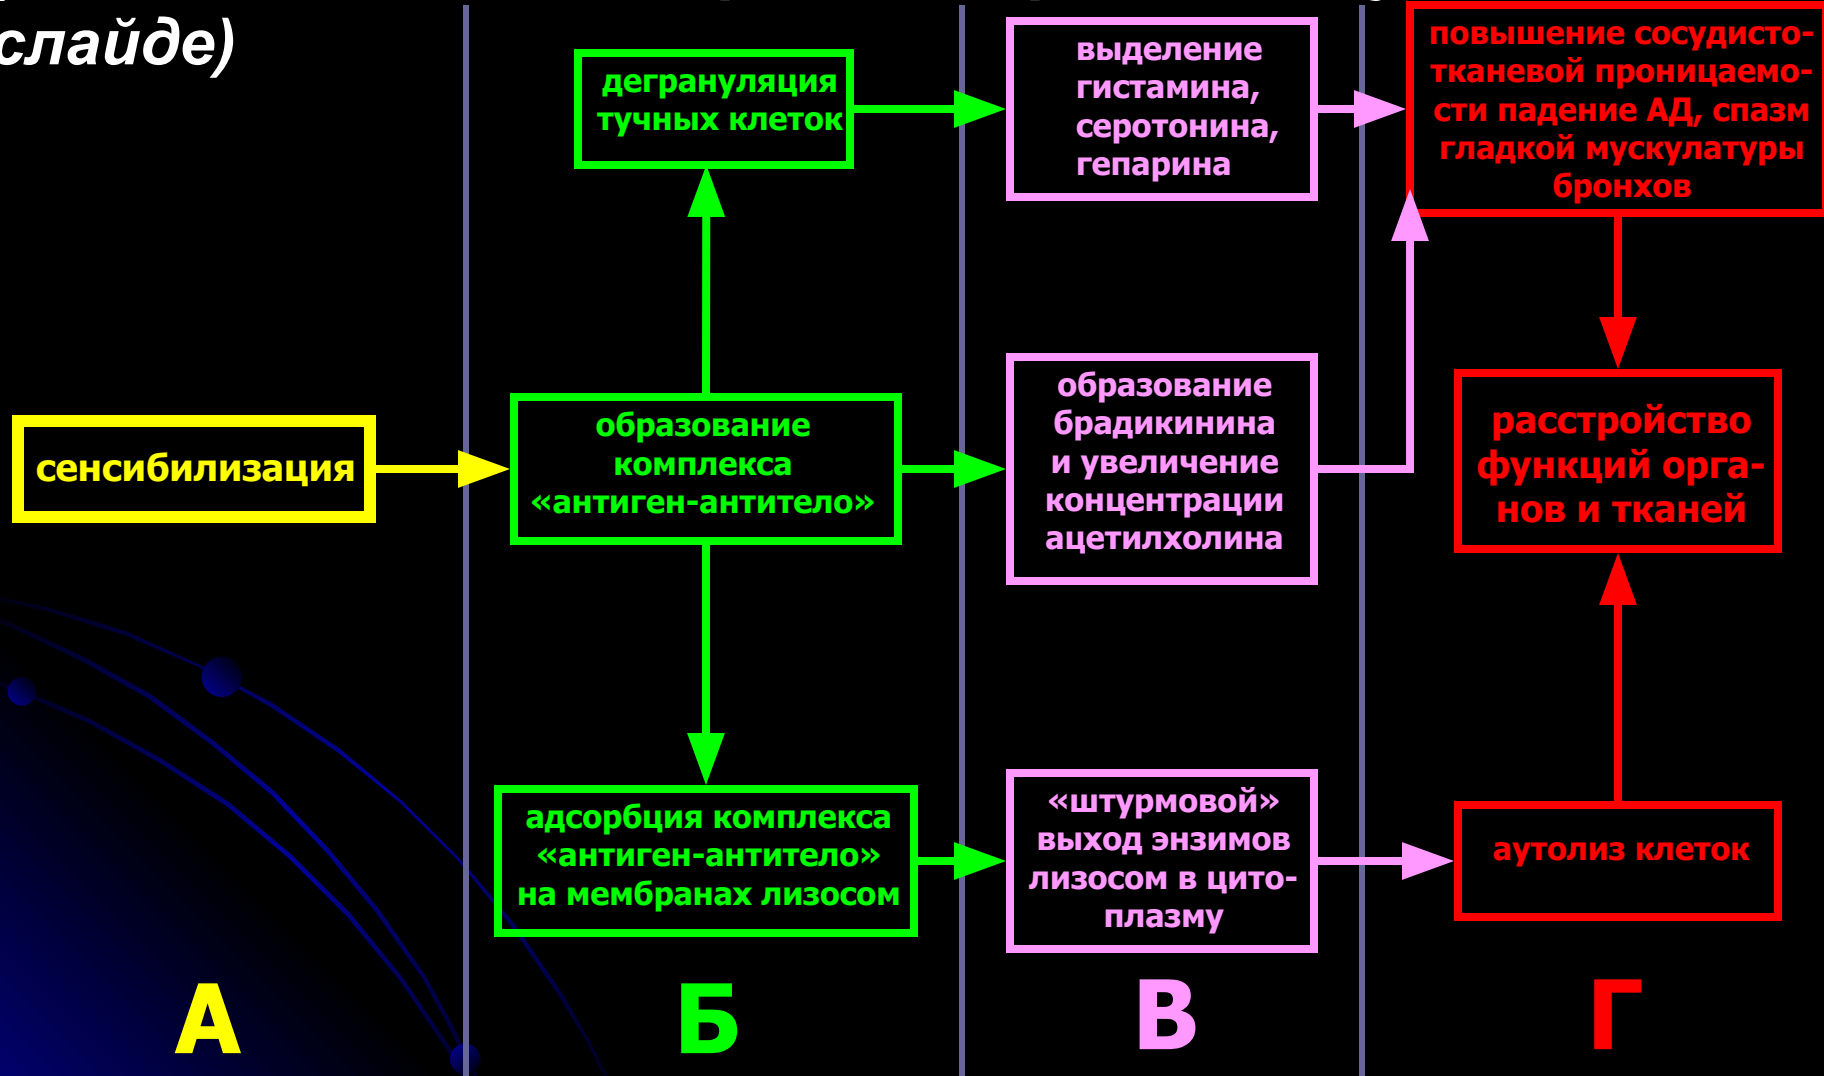 слайде)
дегрануляция
тучных клеток
выделение
гистамина,
серотонина,
гепарина
повышение сосудисто-
тканевой проницаемо-
сти падение АД, спазм
гладкой мускулатуры
бронхов
сенсибилизация
образование
комплекса
«антиген-антитело»
образование
брадикинина
и увеличение
концентрации
ацетилхолина
расстройство
функций орга-
нов и тканей
адсорбция комплекса
«антиген-антитело»
на мембранах лизосом
«штурмовой»
выход энзимов
лизосом в цито-
плазму
аутолиз клеток
А
Б
В
Г